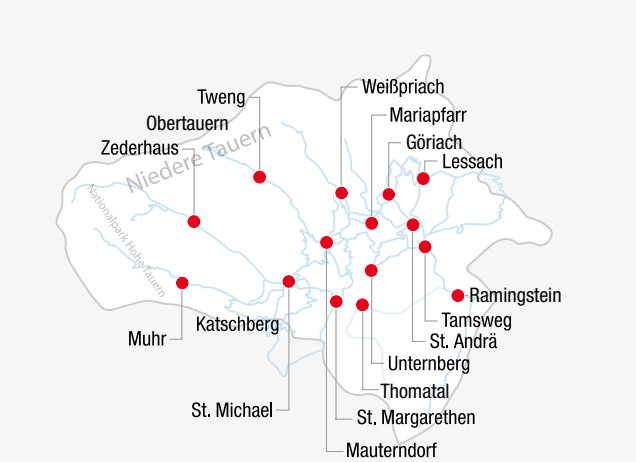 Weißpriach
Tweng
Mariapfarr
Obertauern
Göriach
Zederhaus
Lessach
Niedere Tauern
Nationalpark Hohe Tauern
Ramingstein
Katschberg
Tamsweg
Muhr
St. Andrä
Unternberg
Thomatal
St. Michael
St. Margarethen
Mauterndorf